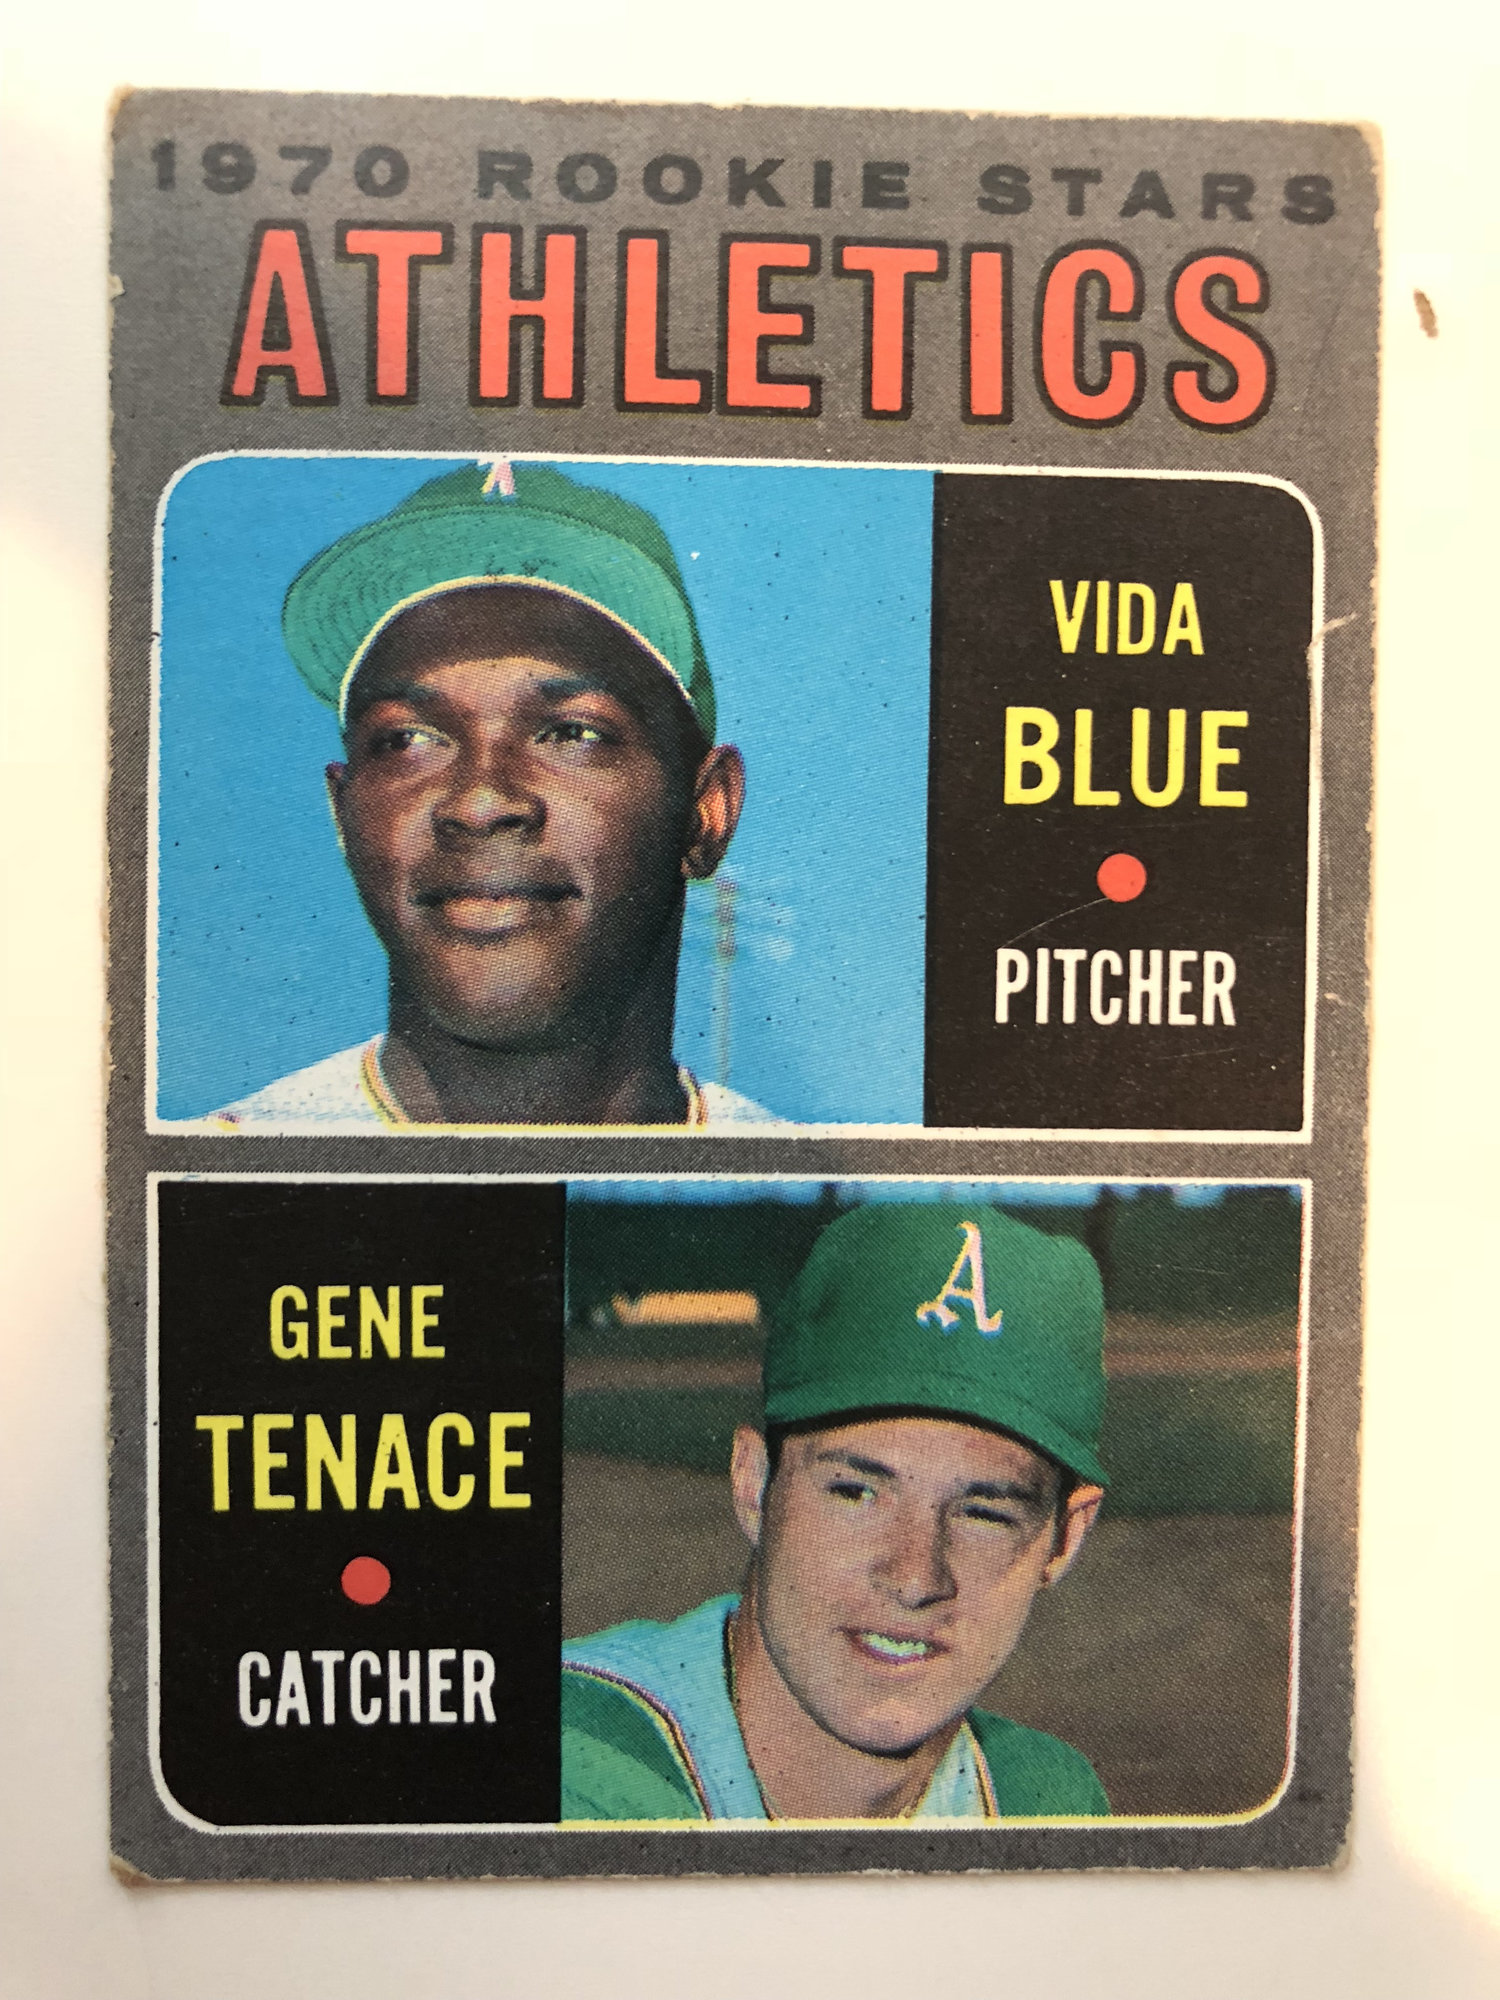 1970 ROOKIE STARS
ATHLETICS
VIDA
BLUE
PITCHER
GENE
TENACE
CATCHER
A